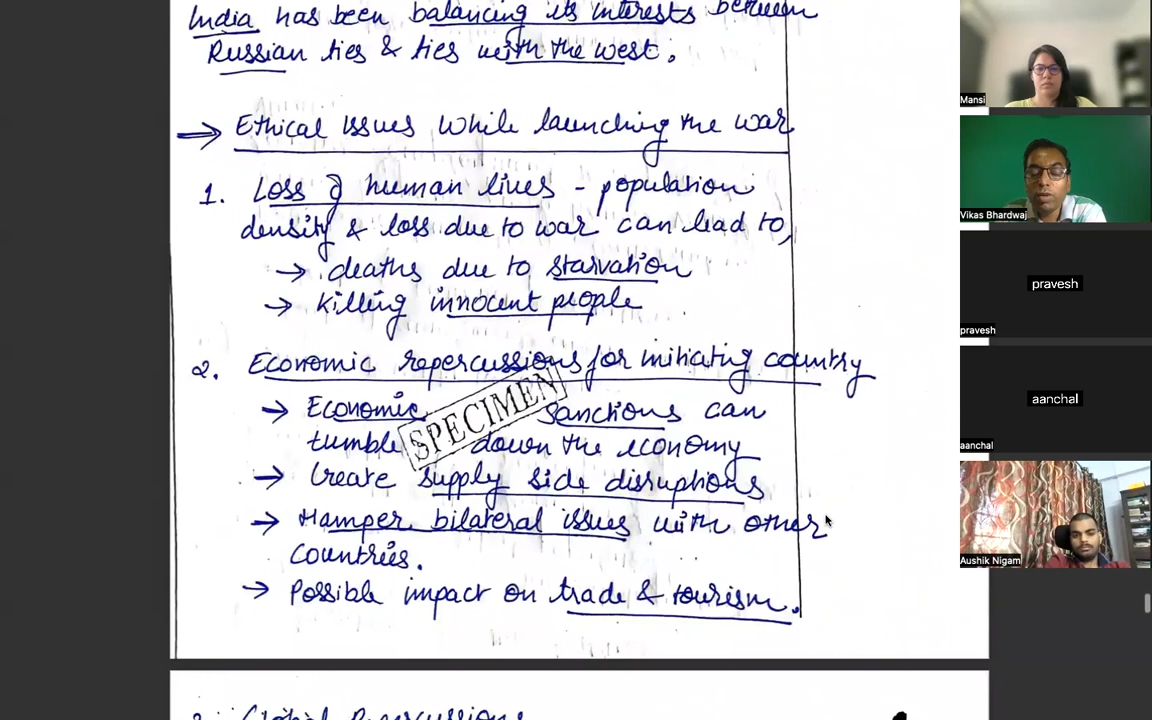 India has been balancing its interests between
Russian ties & ties with the west.
→ Ethical issues while launching the war
1. Loss of human lives - population
density & loss due to war can lead to,
→ deaths due to starvation
→ Killing innocent people
2. Economic repercussions for initiating country
→ Economic sanctions can
tumble down the economy
SPECIMEN
→ Create supply side disruptions
→ Hamper bilateral issues with other
countries.
→ Possible impact on trade & tourism.
3. Global Repercussions
Mansi
Vikas Bhardwaj
pravesh
pravesh
aanchal
aanchal
Aushik Nigam